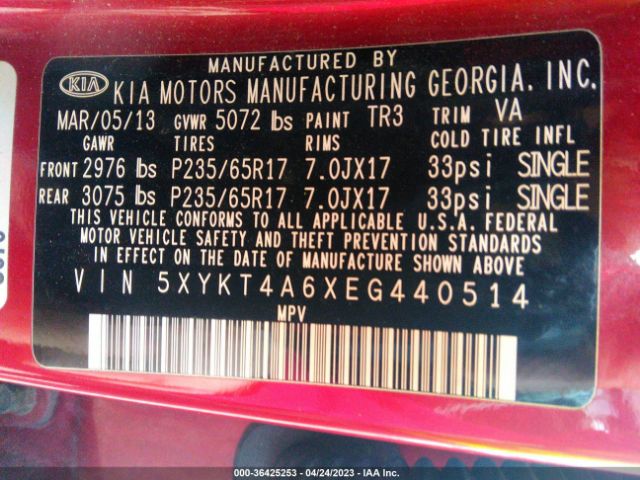 MANUFACTURED BY
KIA KIA MOTORS MANUFACTURING GEORGIA. INC.
MAR/05/13 GVWR 5072 lbs PAINT TR3 TRIM VA
GAWR TIRES RIMS COLD TIRE INFL
FRONT 2976 lbs P235/65R17 7.0JX17 33psi SINGLE
REAR 3075 lbs P235/65R17 7.0JX17 33psi SINGLE
THIS VEHICLE CONFORMS TO ALL APPLICABLE U.S.A. FEDERAL
MOTOR VEHICLE SAFETY AND THEFT PREVENTION STANDARDS
IN EFFECT ON THE DATE OF MANUFACTURE SHOWN ABOVE
VIN 5XYKT4A6XEG440514
MPV
000-36425253 - 04/24/2023 - IAA Inc.